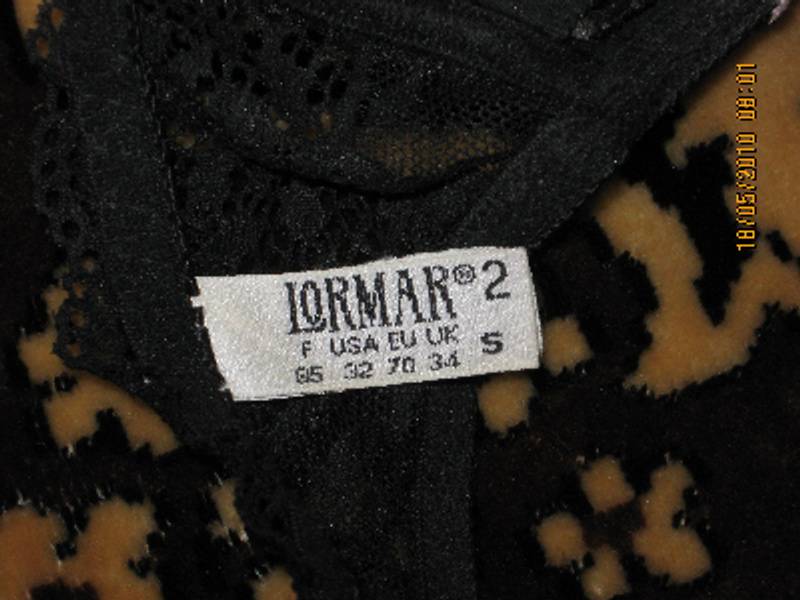 LORMAR® 2
F USA EU UK S
85 32 70 34
18/05/2010 08:01